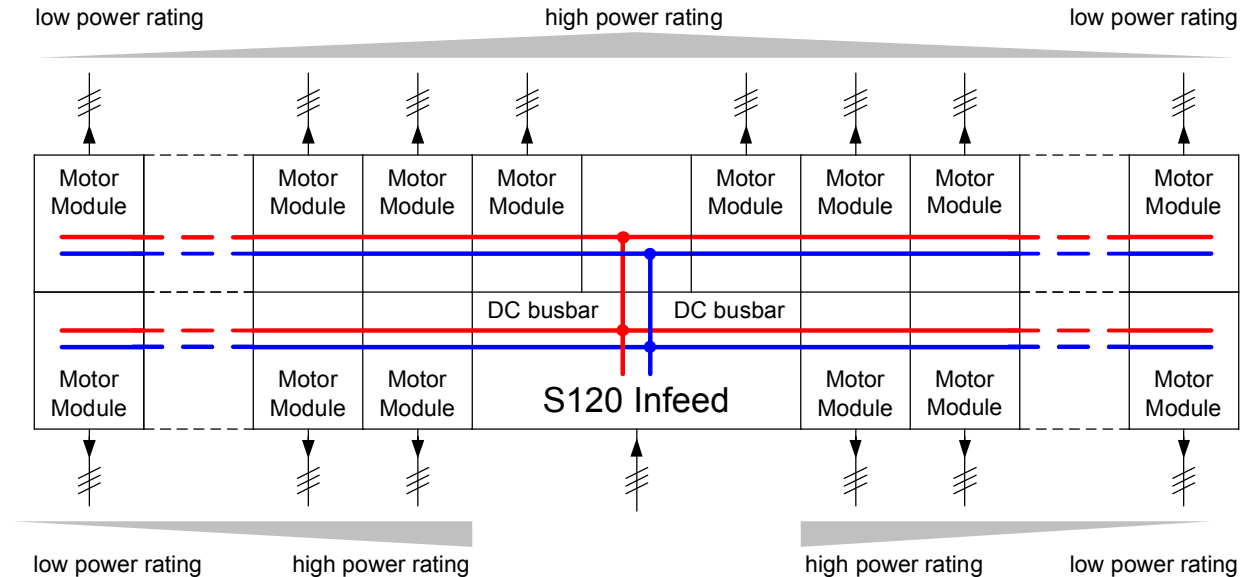 low power rating high power rating low power rating
Motor Motor Motor Motor Motor Motor Motor Motor
Module Module Module Module Module Module Module Module
DC busbar DC busbar
Motor Motor Motor Motor Motor Motor
Module Module Module S120 Infeed Module Module Module
low power rating high power rating high power rating low power rating